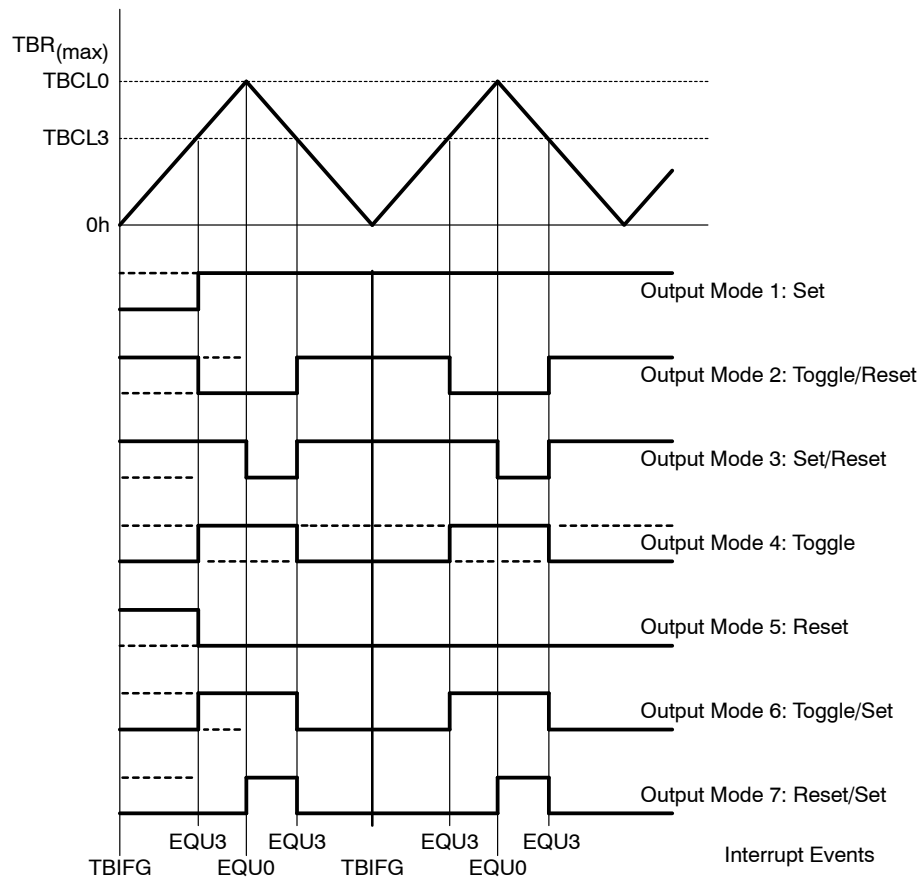 TBR(max)
TBCL0
TBCL3
0h
Output Mode 1: Set
Output Mode 2: Toggle/Reset
Output Mode 3: Set/Reset
Output Mode 4: Toggle
Output Mode 5: Reset
Output Mode 6: Toggle/Set
Output Mode 7: Reset/Set
EQU3 EQU3 EQU3 EQU3
TBIFG EQU0 TBIFG EQU0
Interrupt Events